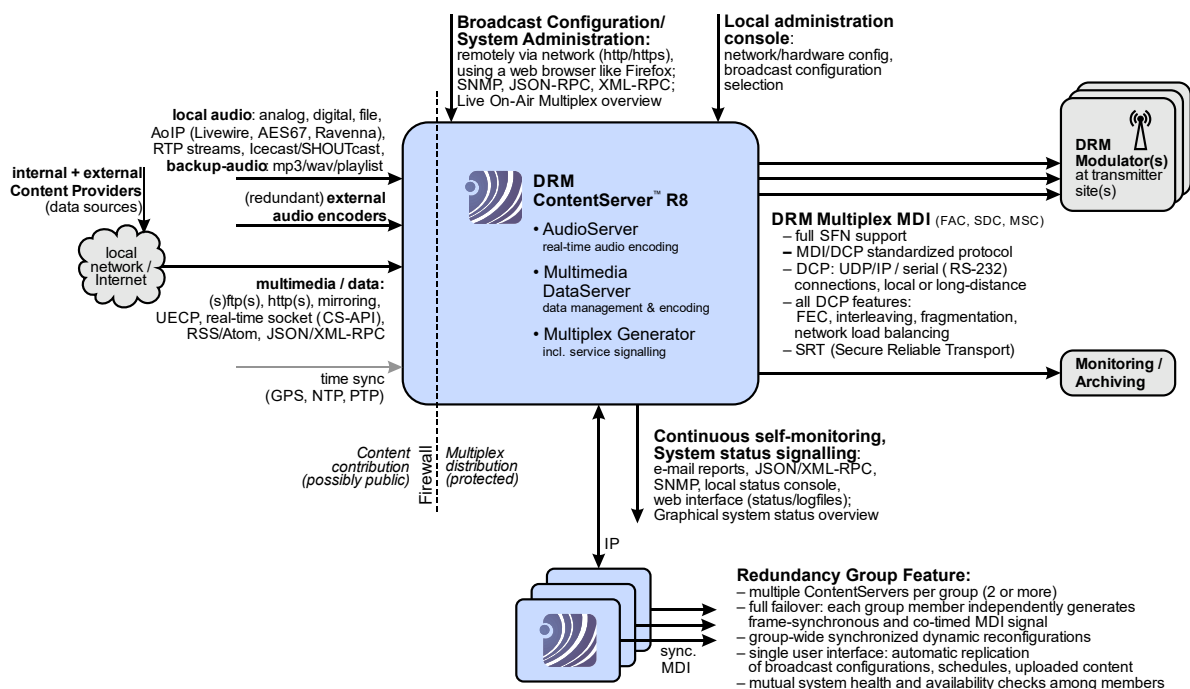 Broadcast Configuration/
System Administration:
remotely via network (http/https),
using a web browser like Firefox;
SNMP, JSON-RPC, XML-RPC;
Live On-Air Multiplex overview
Local administration
console:
network/hardware config,
broadcast configuration
selection
local audio: analog, digital, file,
AoIP (Livewire, AES67, Ravenna),
RTP streams, Icecast/SHOUTcast,
backup-audio: mp3/wav/playlist
internal + external
Content Providers
(data sources)
local
network /
Internet
(redundant) external
audio encoders
multimedia / data:
(s)ftp(s), http(s), mirroring,
UECP, real-time socket (CS-API),
RSS/Atom, JSON/XML-RPC
time sync
(GPS, NTP, PTP)
Content
contribution
(possibly public)
Firewall
Multiplex
distribution
(protected)
DRM
ContentServer™ R8
• AudioServer
real-time audio encoding
• Multimedia
DataServer
data management & encoding
• Multiplex Generator
incl. service signalling
DRM
Modulator(s)
at transmitter
site(s)
DRM Multiplex MDI (FAC, SDC, MSC)
– full SFN support
– MDI/DCP standardized protocol
– DCP: UDP/IP / serial (RS-232)
connections, local or long-distance
– all DCP features:
FEC, interleaving, fragmentation,
network load balancing
– SRT (Secure Reliable Transport)
Monitoring /
Archiving
Continuous self-monitoring,
System status signalling:
e-mail reports, JSON/XML-RPC,
SNMP, local status console,
web interface (status/logfiles);
Graphical system status overview
IP
sync.
MDI
Redundancy Group Feature:
– multiple ContentServers per group (2 or more)
– full failover: each group member independently generates
frame-synchronous and co-timed MDI signal
– group-wide synchronized dynamic reconfigurations
– single user interface: automatic replication
of broadcast configurations, schedules, uploaded content
– mutual system health and availability checks among members